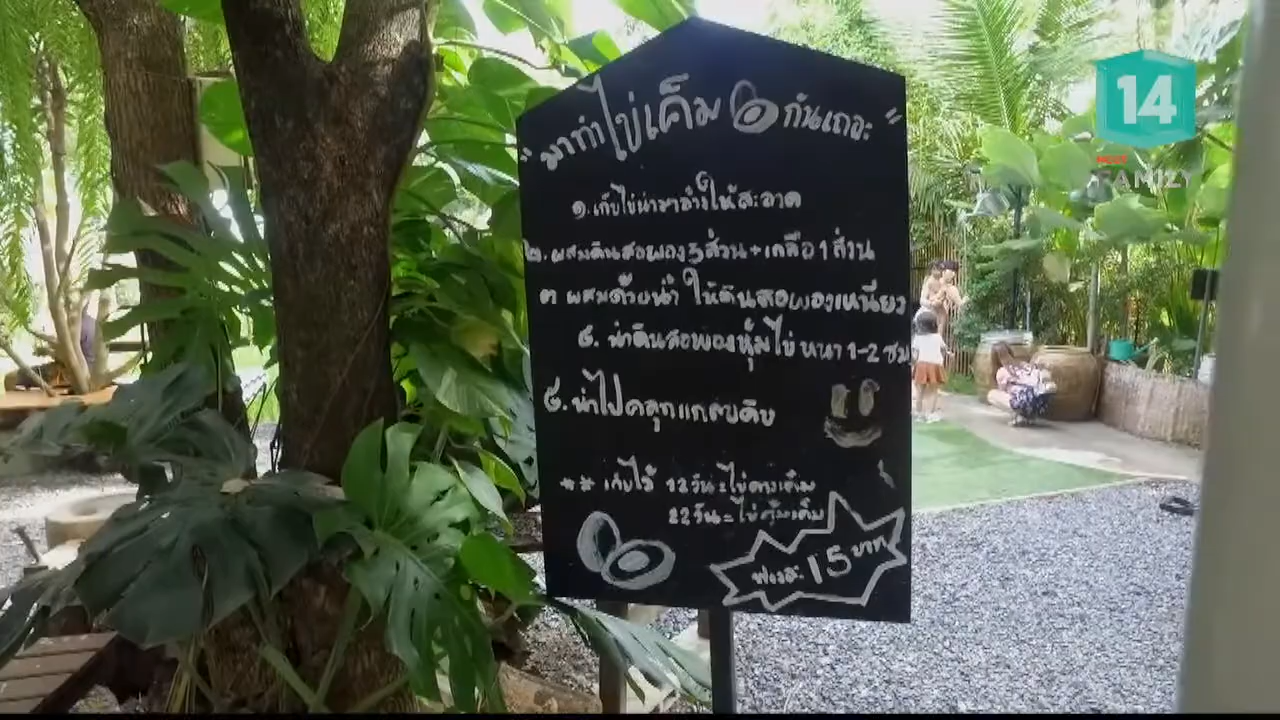 "มาทำไข่เค็ม กันเถอะ"
๑. เก็บไข่นำมาล้างให้สะอาด
๒. ผสมดินสอพอง 3 ส่วน + เกลือ 1 ส่วน
๓ ผสมด้วยน้ำ ให้ดินสอพองเหนียว
๔. นำดินสอพองหุ้มไข่ หนา 1-2 ซม
๕. นำไปคลุกแกลบดิบ
** เก็บไว้ 12 วัน = ไข่ดาวเค็ม
22 วัน = ไข่ต้มเค็ม
ฟองละ 15 บาท
14
FAMILY